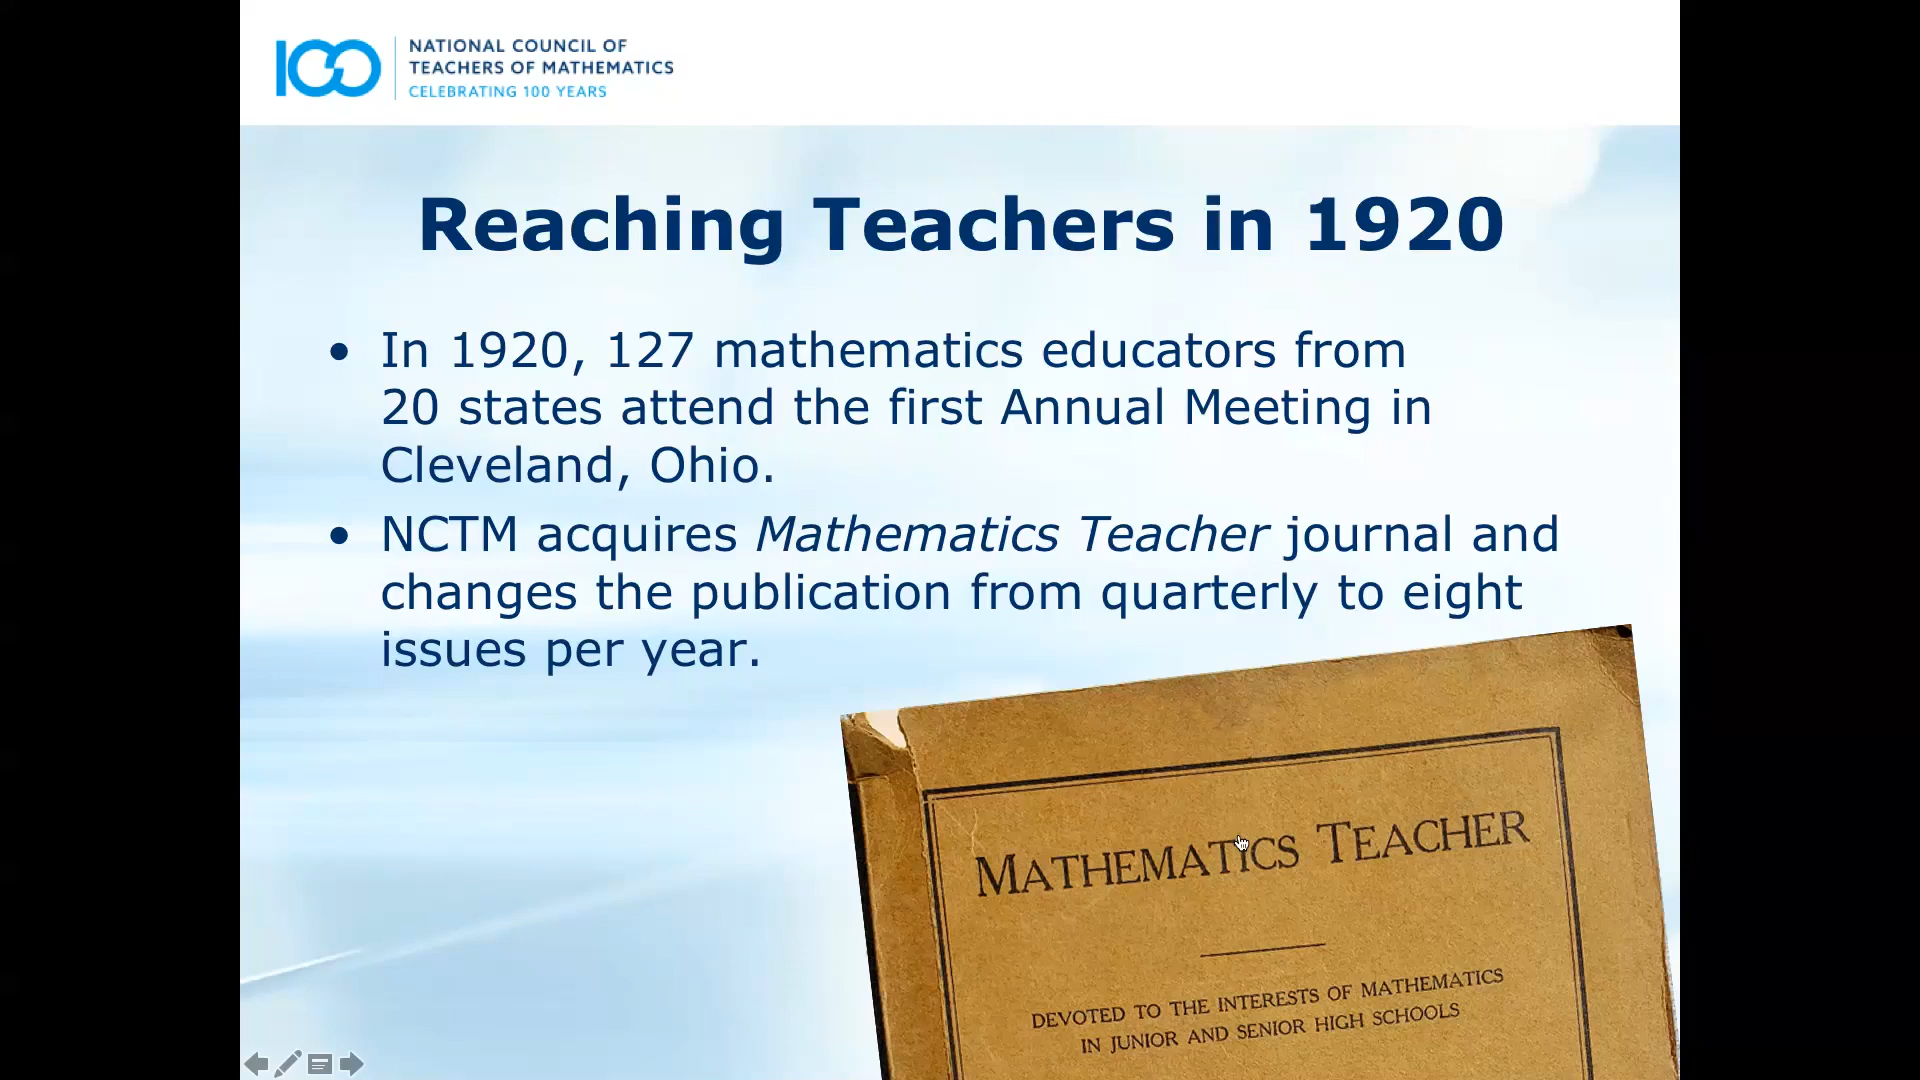 100
NATIONAL COUNCIL OF
TEACHERS OF MATHEMATICS
CELEBRATING 100 YEARS
Reaching Teachers in 1920
• In 1920, 127 mathematics educators from
20 states attend the first Annual Meeting in
Cleveland, Ohio.
• NCTM acquires Mathematics Teacher journal and
changes the publication from quarterly to eight
issues per year.
MATHEMATICS TEACHER
DEVOTED TO THE INTERESTS OF MATHEMATICS
IN JUNIOR AND SENIOR HIGH SCHOOLS